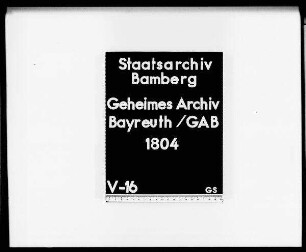 Staatsarchiv
Bamberg
Geheimes Archiv
Bayreuth /GAB
1804
V-16 GS